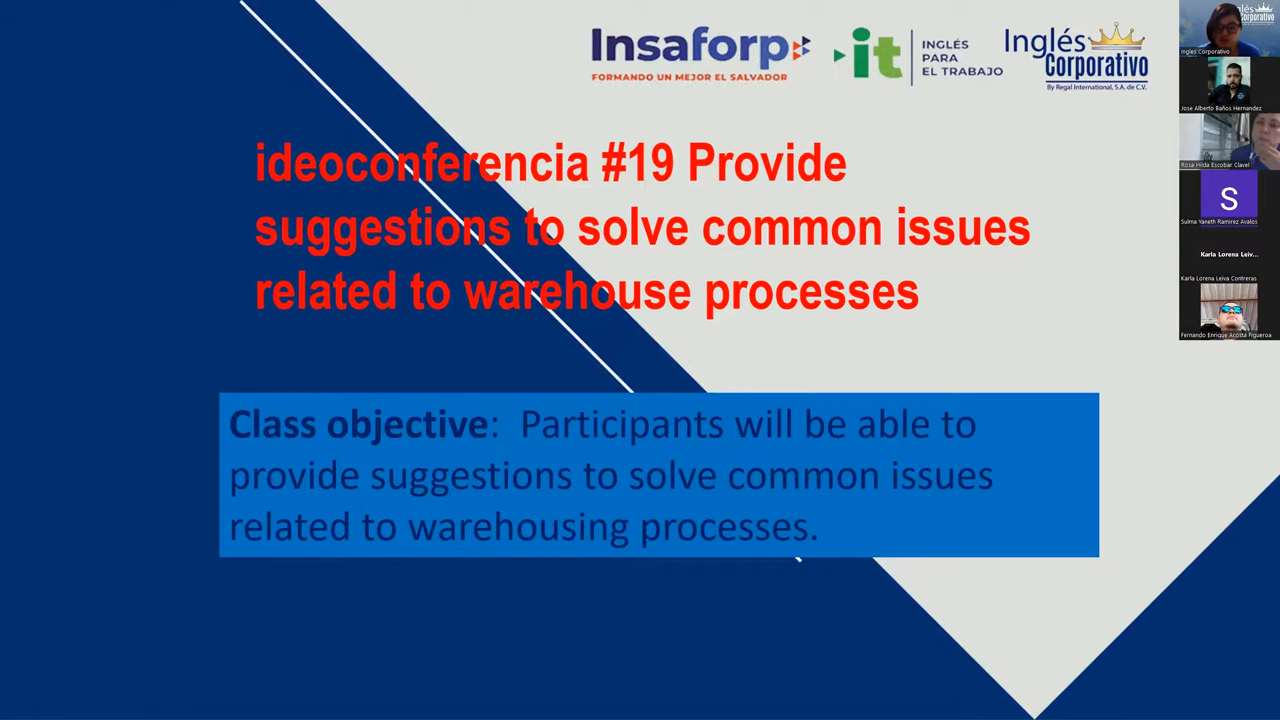 Insaforp
FORMANDO UN MEJOR EL SALVADOR
it
INGLÉS
PARA
EL TRABAJO
Inglés
Corporativo
By Regal International, S.A. de C.V.
ideoconferencia #19 Provide
suggestions to solve common issues
related to warehouse processes
Class objective: Participants will be able to
provide suggestions to solve common issues
related to warehousing processes.
Ingles Corporativo
Jose Alberto Baños Hernandez
Rosa Hilda Escobar Clavel
S
Sulma Yaneth Ramirez Avalos
Karla Lorena Leiv...
Karla Lorena Leiva Contreras
Fernando Enrique Acosta Figueroa